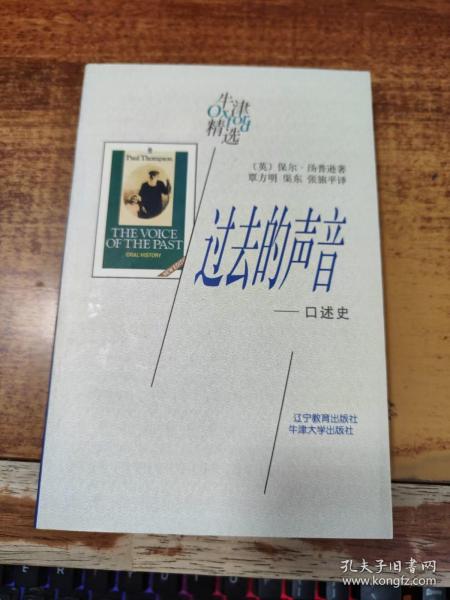 牛津
Oxford
精选
〔英〕保尔·汤普逊著
覃方明 渠东 张旅平译
Paul Thompson
THE VOICE
OF THE PAST
ORAL HISTORY
过去的声音
——口述史
辽宁教育出版社
牛津大学出版社
孔夫子旧书网
www.kongfz.com